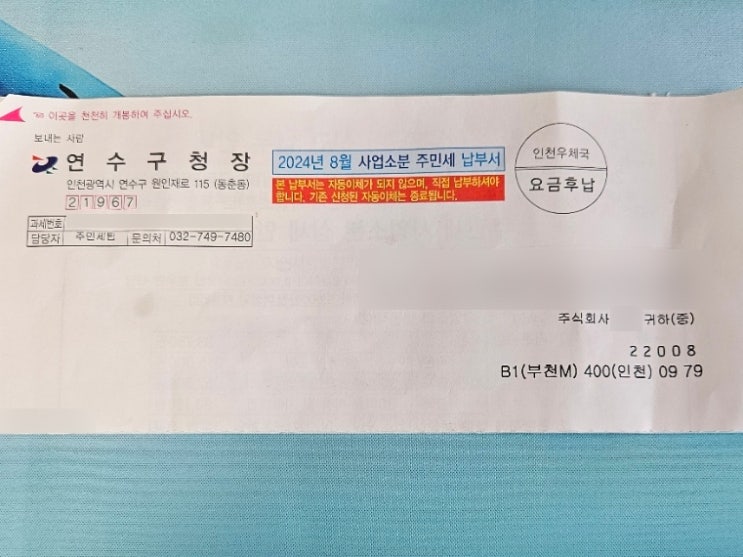 이곳을 천천히 개봉하여 주십시오.
보내는 사람
연수구청장
인천광역시 연수구 원인재로 115 (동춘동)
21967
과세번호
담당자 주민세팀 문의처 032-749-7480
2024년 8월 사업소분 주민세 납부서
본 납부서는 자동이체가 되지 않으며, 직접 납부하셔야
합니다. 기존 신청된 자동이체는 종료됩니다.
인천우체국
요금후납
주식회사 귀하(중)
22008
B1(부천M) 400(인천) 09 79